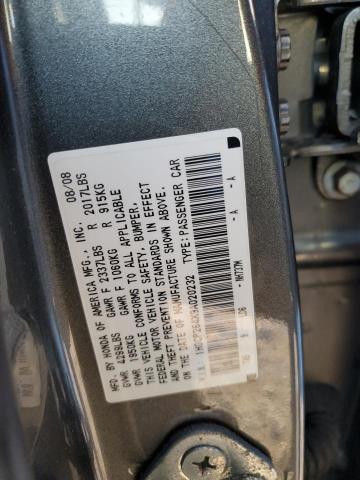 MFD. BY HONDA OF AMERICA MFG., INC. 08/08
GVWR 4299LBS GAWR F 2337LBS R 2017LBS
GVWR 1950KG GAWR F 1060KG R 915KG
THIS VEHICLE CONFORMS TO ALL APPLICABLE
FEDERAL MOTOR VEHICLE SAFETY, BUMPER,
AND THEFT PREVENTION STANDARDS IN EFFECT
ON THE DATE OF MANUFACTURE SHOWN ABOVE.
TYPE: PASSENGER CAR
NH737M -A -A